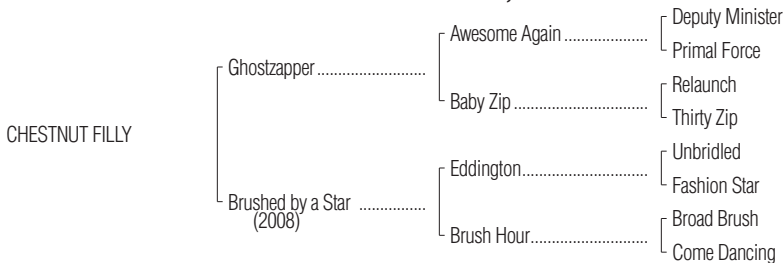 Deputy Minister
Awesome Again ....................
Primal Force
Ghostzapper..........................
Relaunch
Baby Zip ................................
Thirty Zip
CHESTNUT FILLY
Unbridled
Eddington..............................
Fashion Star
Brushed by a Star ................
(2008)
Broad Brush
Brush Hour............................
Come Dancing